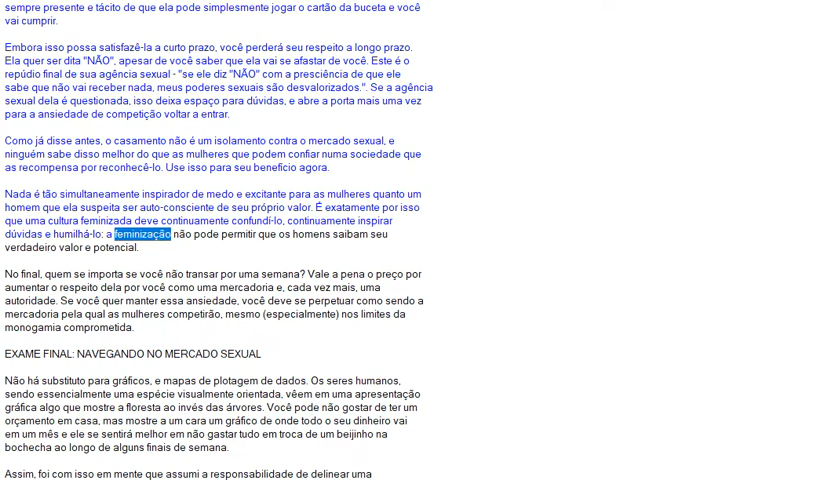 sempre presente e tácito de que ela pode simplesmente jogar o cartão da buceta e você
vai cumprir.
Embora isso possa satisfazê-la a curto prazo, você perderá seu respeito a longo prazo.
Ela quer ser dita "NÃO", apesar de você saber que ela vai se afastar de você. Este é o
repúdio final de sua agência sexual - "se ele diz "NÃO" com a presciência de que ele
sabe que não vai receber nada, meus poderes sexuais são desvalorizados.". Se a agência
sexual dela é questionada, isso deixa espaço para dúvidas, e abre a porta mais uma vez
para a ansiedade de competição voltar a entrar.
Como já disse antes, o casamento não é um isolamento contra o mercado sexual, e
ninguém sabe disso melhor do que as mulheres que podem confiar numa sociedade que
as recompensa por reconhecê-lo. Use isso para seu benefício agora.
Nada é tão simultaneamente inspirador de medo e excitante para as mulheres quanto um
homem que ela suspeita ser auto-consciente de seu próprio valor. É exatamente por isso
que uma cultura feminizada deve continuamente confundí-lo, continuamente inspirar
dúvidas e humilhá-lo: a feminização não pode permitir que os homens saibam seu
verdadeiro valor e potencial.
No final, quem se importa se você não transar por uma semana? Vale a pena o preço por
aumentar o respeito dela por você como uma mercadoria e, cada vez mais, uma
autoridade. Se você quer manter essa ansiedade, você deve se perpetuar como sendo a
mercadoria pela qual as mulheres competirão, mesmo (especialmente) nos limites da
monogamia comprometida.
EXAME FINAL: NAVEGANDO NO MERCADO SEXUAL
Não há substituto para gráficos, e mapas de plotagem de dados. Os seres humanos,
sendo essencialmente uma espécie visualmente orientada, vêem em uma apresentação
gráfica algo que mostre a floresta ao invés das árvores. Você pode não gostar de ter um
orçamento em casa, mas mostre a um cara um gráfico de onde todo o seu dinheiro vai
em um mês e ele se sentirá melhor em não gastar tudo em troca de um beijinho na
bochecha ao longo de alguns finais de semana.
Assim, foi com isso em mente que assumi a responsabilidade de delinear uma